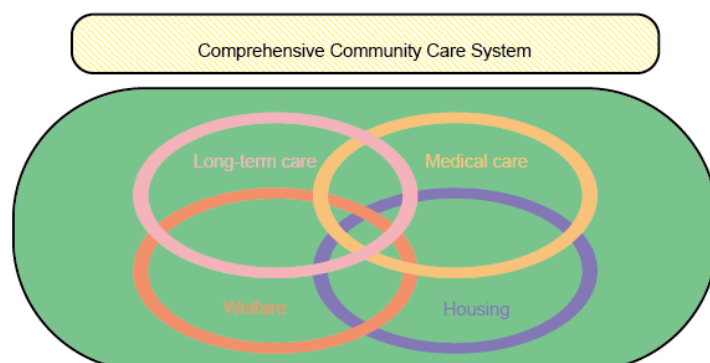 Comprehensive Community Care System
Long-term care
Medical care
Welfare
Housing